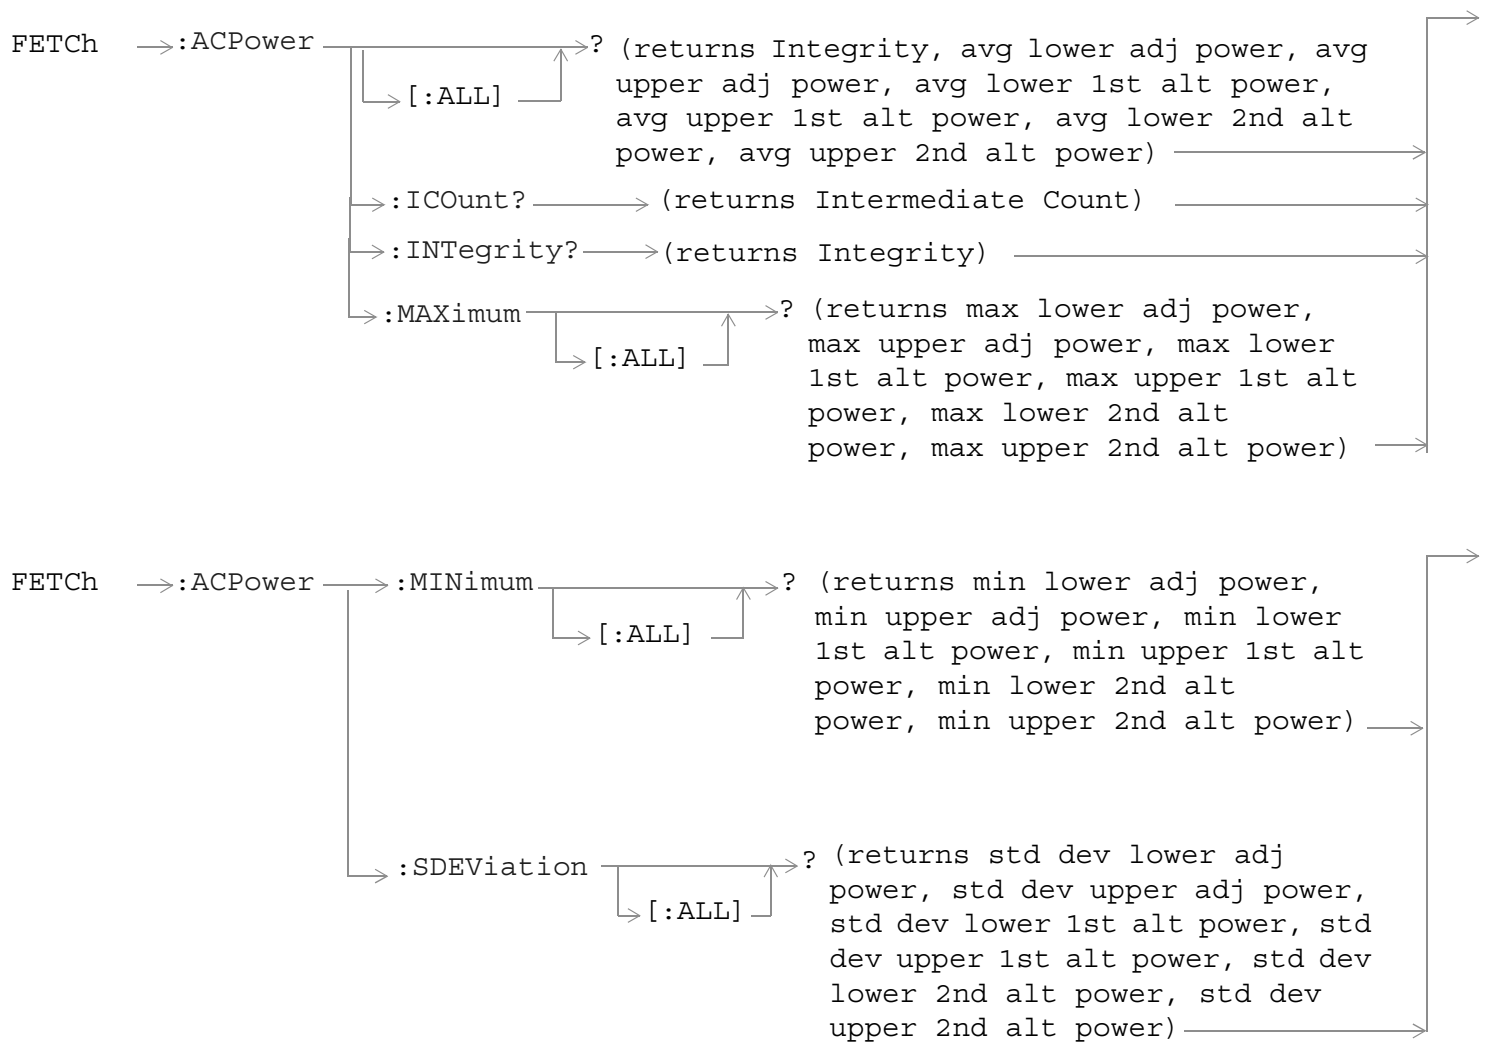 FETCh :ACPower ? (returns Integrity, avg lower adj power, avg
upper adj power, avg lower 1st alt power,
[:ALL]
avg upper 1st alt power, avg lower 2nd alt
power, avg upper 2nd alt power)
:ICOunt? (returns Intermediate Count)
:INTegrity? (returns Integrity)
:MAXimum ? (returns max lower adj power,
max upper adj power, max lower
[:ALL]
1st alt power, max upper 1st alt
power, max lower 2nd alt
power, max upper 2nd alt power)
FETCh :ACPower :MINimum ? (returns min lower adj power,
min upper adj power, min lower
[:ALL]
1st alt power, min upper 1st alt
power, min lower 2nd alt
power, min upper 2nd alt power)
:SDEViation ? (returns std dev lower adj
power, std dev upper adj power,
[:ALL]
std dev lower 1st alt power, std
dev upper 1st alt power, std dev
lower 2nd alt power, std dev
upper 2nd alt power)